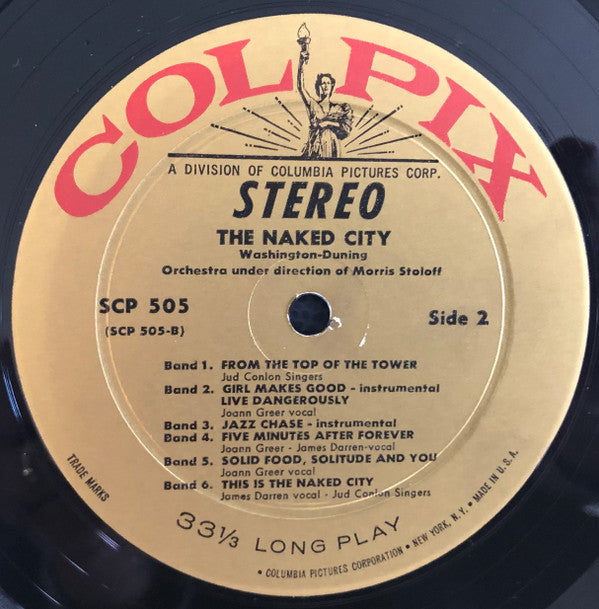 COLPIX
A DIVISION OF COLUMBIA PICTURES CORP.
STEREO
THE NAKED CITY
Washington-Duning
Orchestra under direction of Morris Stoloff
SCP 505
(SCP 505-B)
Side 2
Band 1. FROM THE TOP OF THE TOWER
Jud Conlon Singers
Band 2. GIRL MAKES GOOD - instrumental
LIVE DANGEROUSLY
Joann Greer vocal
Band 3. JAZZ CHASE - instrumental
Band 4. FIVE MINUTES AFTER FOREVER
Joann Greer - James Darren-vocal
Band 5. SOLID FOOD, SOLITUDE AND YOU
Joann Greer vocal
Band 6. THIS IS THE NAKED CITY
James Darren vocal - Jud Conlon Singers
33⅓ LONG PLAY
TRADE MARKS
• COLUMBIA PICTURES CORPORATION • NEW YORK, N.Y. • MADE IN U.S.A.